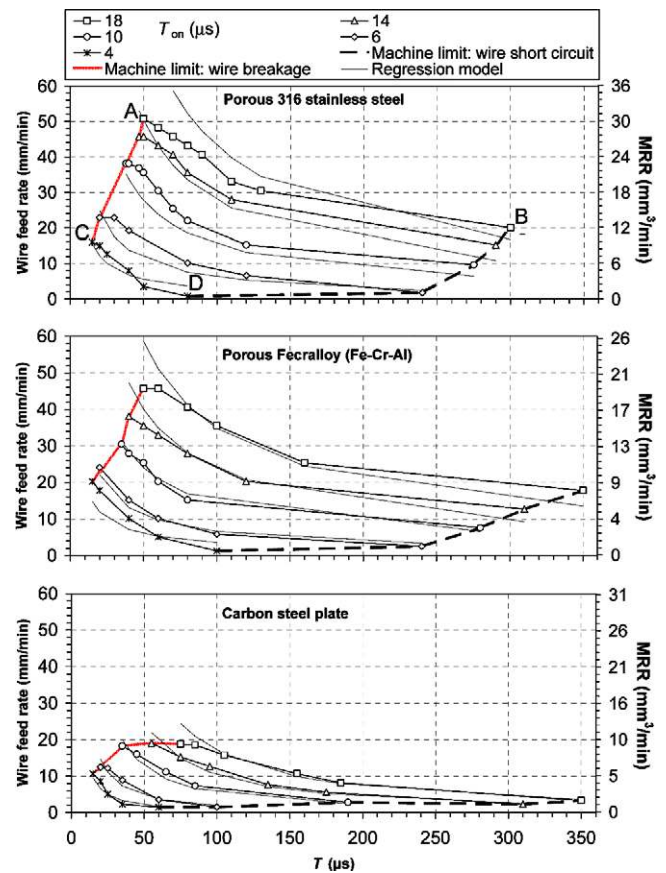 18 T_on (μs) 14
10 6
4 Machine limit: wire short circuit
Machine limit: wire breakage Regression model
Porous 316 stainless steel
Wire feed rate (mm/min)
60
50
40
30
20
10
0
A
B
C
D
36
30
24
18
12
6
0
MRR (mm³/min)
Porous Fecralloy (Fe-Cr-Al)
Wire feed rate (mm/min)
60
50
40
30
20
10
0
26
21
17
13
9
4
0
MRR (mm³/min)
Carbon steel plate
Wire feed rate (mm/min)
60
50
40
30
20
10
0
31
26
21
16
10
5
0
MRR (mm³/min)
0 50 100 150 200 250 300 350
T (μs)